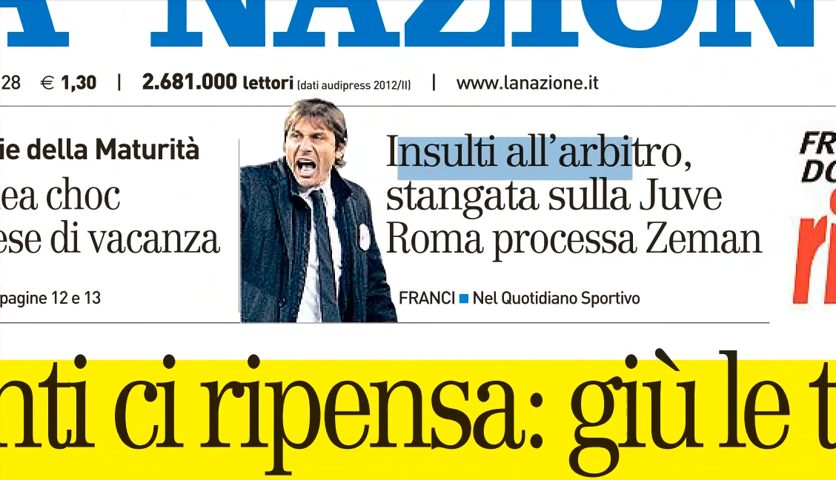 A NAZION
28 € 1,30 | 2.681.000 lettori (dati audipress 2012/II) | www.lanazione.it
ie della Maturità
ea choc
ese di vacanza
pagine 12 e 13
Insulti all'arbitro,
stangata sulla Juve
Roma processa Zeman
FRANCI ■ Nel Quotidiano Sportivo
FR
DO
ri
nti ci ripensa: giù le t